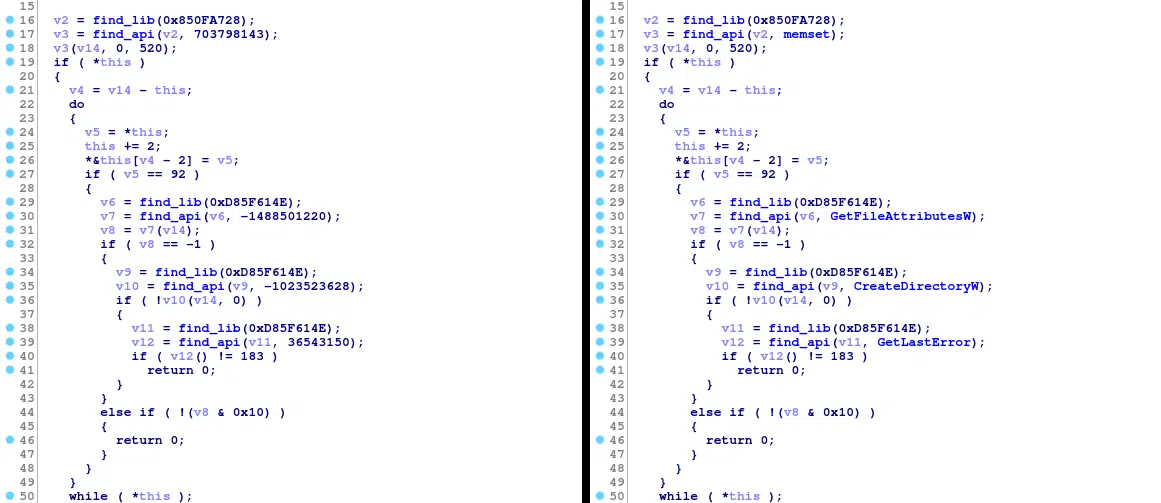 15
16 v2 = find_lib(0x850FA728);
17 v3 = find_api(v2, 703798143);
18 v3(v14, 0, 520);
19 if ( *this )
20 {
21 v4 = v14 - this;
22 do
23 {
24 v5 = *this;
25 this += 2;
26 *&this[v4 - 2] = v5;
27 if ( v5 == 92 )
28 {
29 v6 = find_lib(0xD85F614E);
30 v7 = find_api(v6, -1488501220);
31 v8 = v7(v14);
32 if ( v8 == -1 )
33 {
34 v9 = find_lib(0xD85F614E);
35 v10 = find_api(v9, -1023523628);
36 if ( !v10(v14, 0) )
37 {
38 v11 = find_lib(0xD85F614E);
39 v12 = find_api(v11, 36543150);
40 if ( v12() != 183 )
41 return 0;
42 }
43 }
44 else if ( !(v8 & 0x10) )
45 {
46 return 0;
47 }
48 }
49 }
50 while ( *this );
15
16 v2 = find_lib(0x850FA728);
17 v3 = find_api(v2, memset);
18 v3(v14, 0, 520);
19 if ( *this )
20 {
21 v4 = v14 - this;
22 do
23 {
24 v5 = *this;
25 this += 2;
26 *&this[v4 - 2] = v5;
27 if ( v5 == 92 )
28 {
29 v6 = find_lib(0xD85F614E);
30 v7 = find_api(v6, GetFileAttributesW);
31 v8 = v7(v14);
32 if ( v8 == -1 )
33 {
34 v9 = find_lib(0xD85F614E);
35 v10 = find_api(v9, CreateDirectoryW);
36 if ( !v10(v14, 0) )
37 {
38 v11 = find_lib(0xD85F614E);
39 v12 = find_api(v11, GetLastError);
40 if ( v12() != 183 )
41 return 0;
42 }
43 }
44 else if ( !(v8 & 0x10) )
45 {
46 return 0;
47 }
48 }
49 }
50 while ( *this );